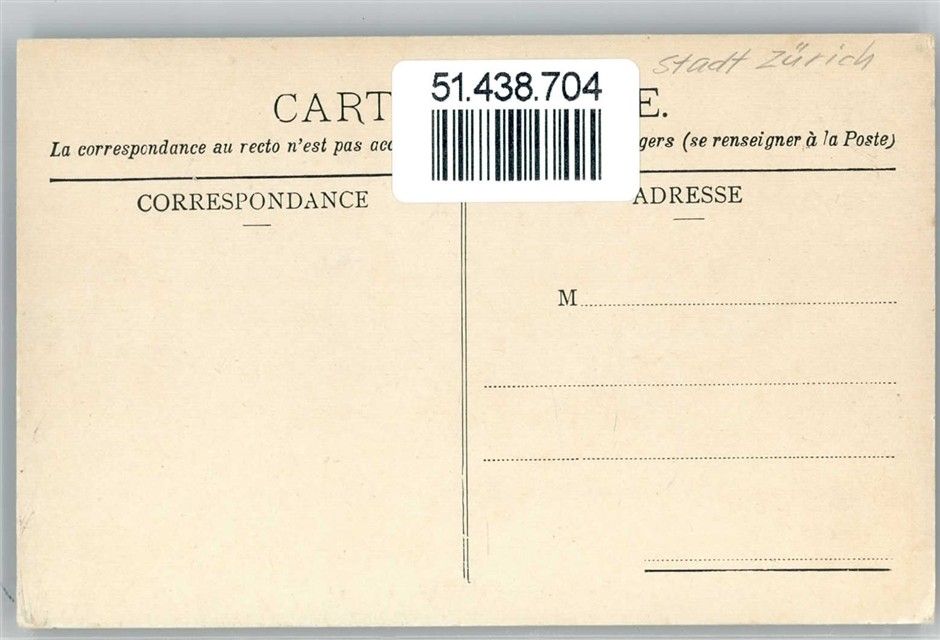 Stadt Zürich
51.438.704
CART E.
La correspondance au recto n'est pas acc gers (se renseigner à la Poste)
CORRESPONDANCE
ADRESSE
M